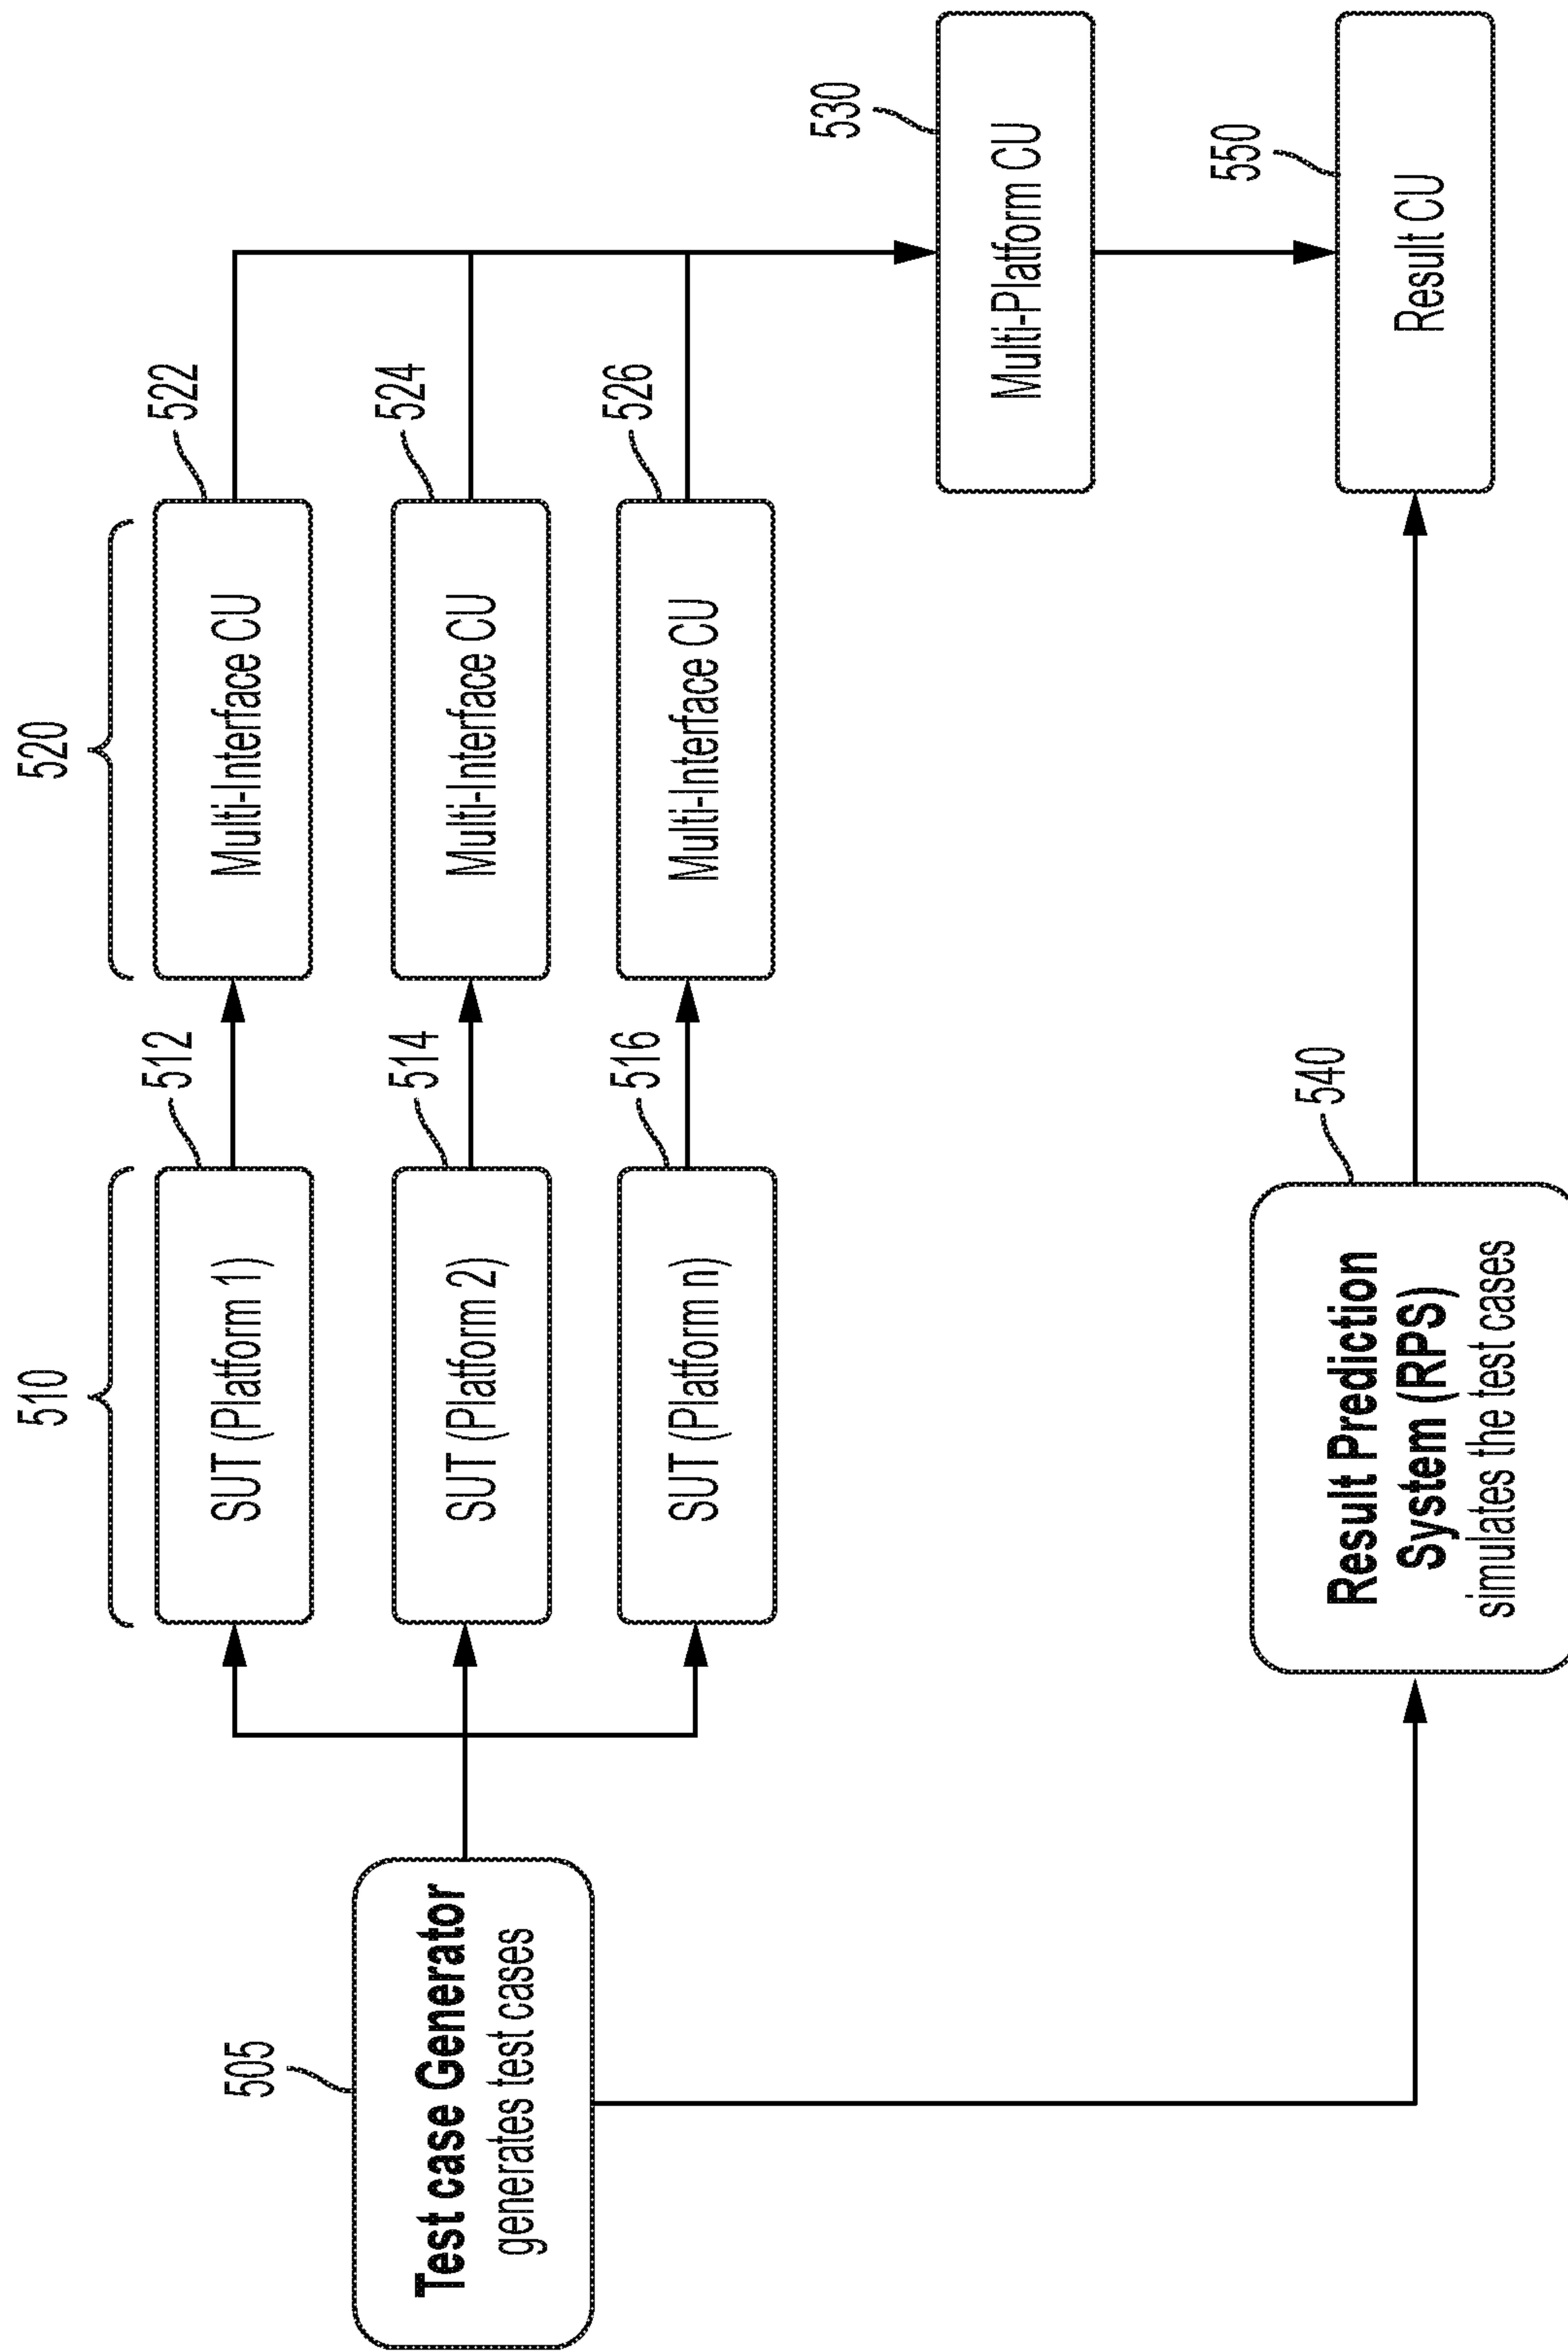 510
520
512
522
SUT (Platform 1)
Multi-Interface CU
505
514
524
Test case Generator
generates test cases
SUT (Platform 2)
Multi-Interface CU
516
526
SUT (Platform n)
Multi-Interface CU
530
Multi-Platform CU
550
540
Result Prediction
System (RPS)
simulates the test cases
Result CU